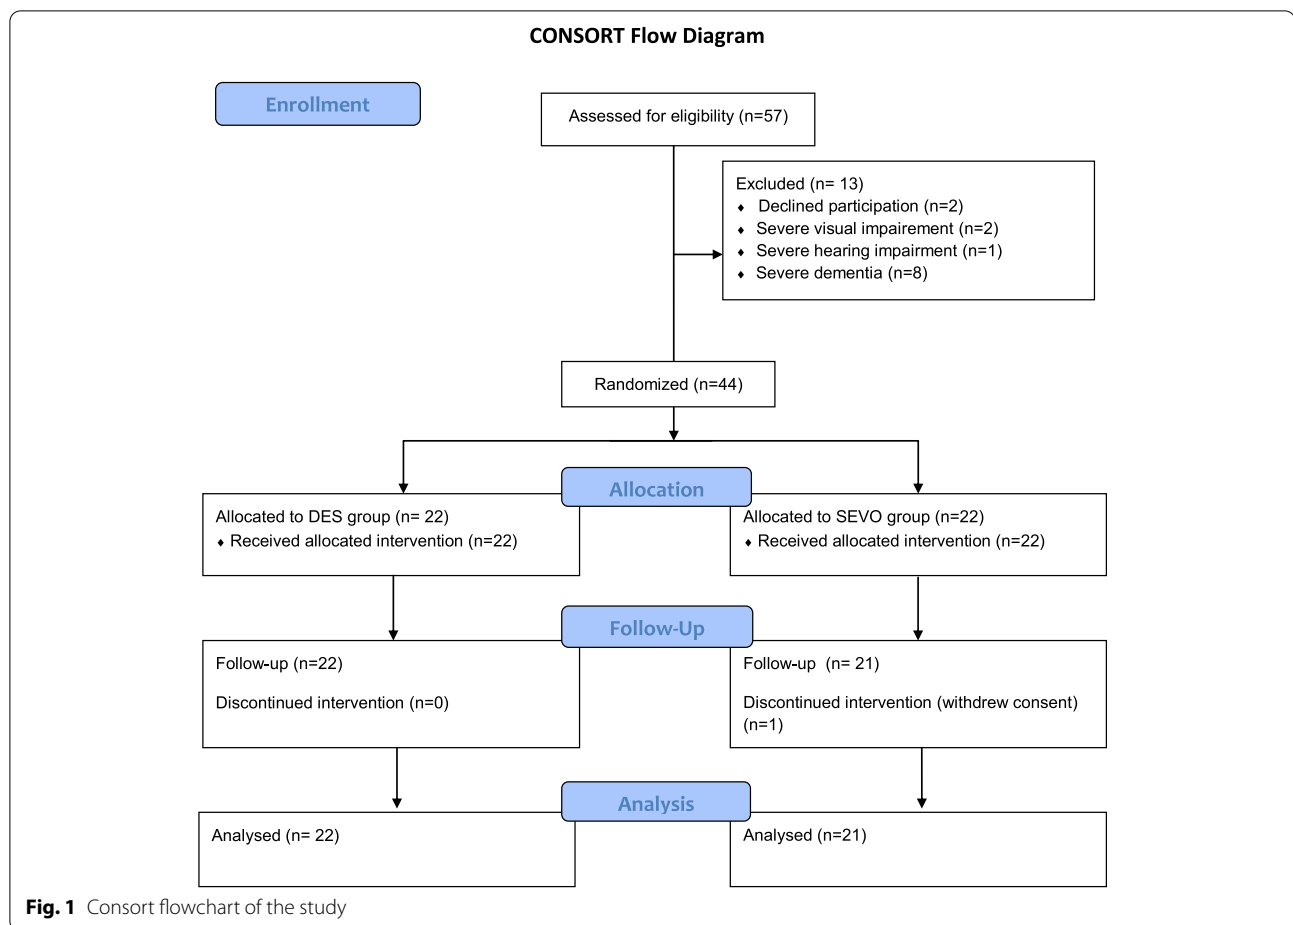 CONSORT Flow Diagram
Enrollment
Assessed for eligibility (n=57)
Excluded (n= 13)
♦ Declined participation (n=2)
♦ Severe visual impairement (n=2)
♦ Severe hearing impairment (n=1)
♦ Severe dementia (n=8)
Randomized (n=44)
Allocation
Allocated to DES group (n= 22)
♦ Received allocated intervention (n=22)
Allocated to SEVO group (n=22)
♦ Received allocated intervention (n=22)
Follow-Up
Follow-up (n=22)
Discontinued intervention (n=0)
Follow-up (n= 21)
Discontinued intervention (withdrew consent)
(n=1)
Analysis
Analysed (n= 22)
Analysed (n=21)
Fig. 1 Consort flowchart of the study